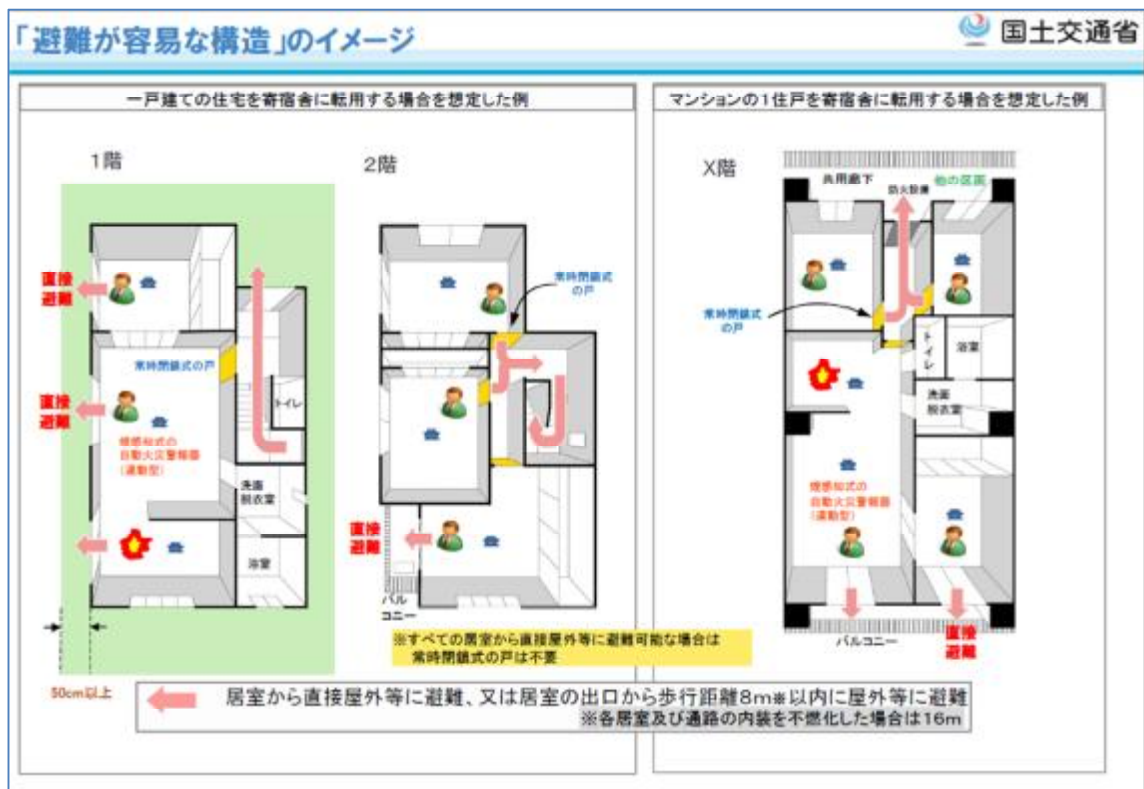 「避難が容易な構造」のイメージ
国土交通省
一戸建ての住宅を寄宿舎に転用する場合を想定した例
1階
2階
直接
避難
常時閉鎖式
の戸
直接
避難
常時閉鎖式の戸
トイレ
煙感知式の
自動火災警報器
(連動型)
洗面
脱衣室
直接
避難
浴室
バル
コニー
50cm以上
※すべての居室から直接屋外等に避難可能な場合は
常時閉鎖式の戸は不要
マンションの1住戸を寄宿舎に転用する場合を想定した例
X階
共用廊下
防火設備
他の区画
常時閉鎖式
の戸
トイレ
浴室
洗面
脱衣室
煙感知式の
自動火災警報器
(連動型)
バルコニー
直接
避難
居室から直接屋外等に避難、又は居室の出口から歩行距離8m※以内に屋外等に避難
※各居室及び通路の内装を不燃化した場合は16m